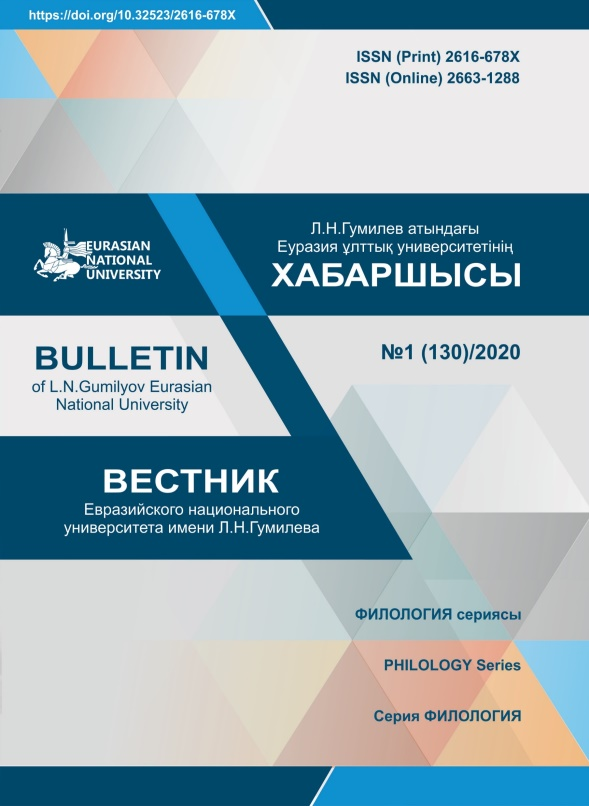 https://doi.org/10.32523/2616-678X
ISSN (Print) 2616-678X
ISSN (Online) 2663-1288
EURASIAN
NATIONAL
UNIVERSITY
Л.Н.Гумилев атындағы
Еуразия ұлттық университетінің
ХАБАРШЫСЫ
BULLETIN
of L.N.Gumilyov Eurasian
National University
№1 (130)/2020
ВЕСТНИК
Евразийского национального
университета имени Л.Н.Гумилева
ФИЛОЛОГИЯ сериясы
PHILOLOGY Series
Серия ФИЛОЛОГИЯ